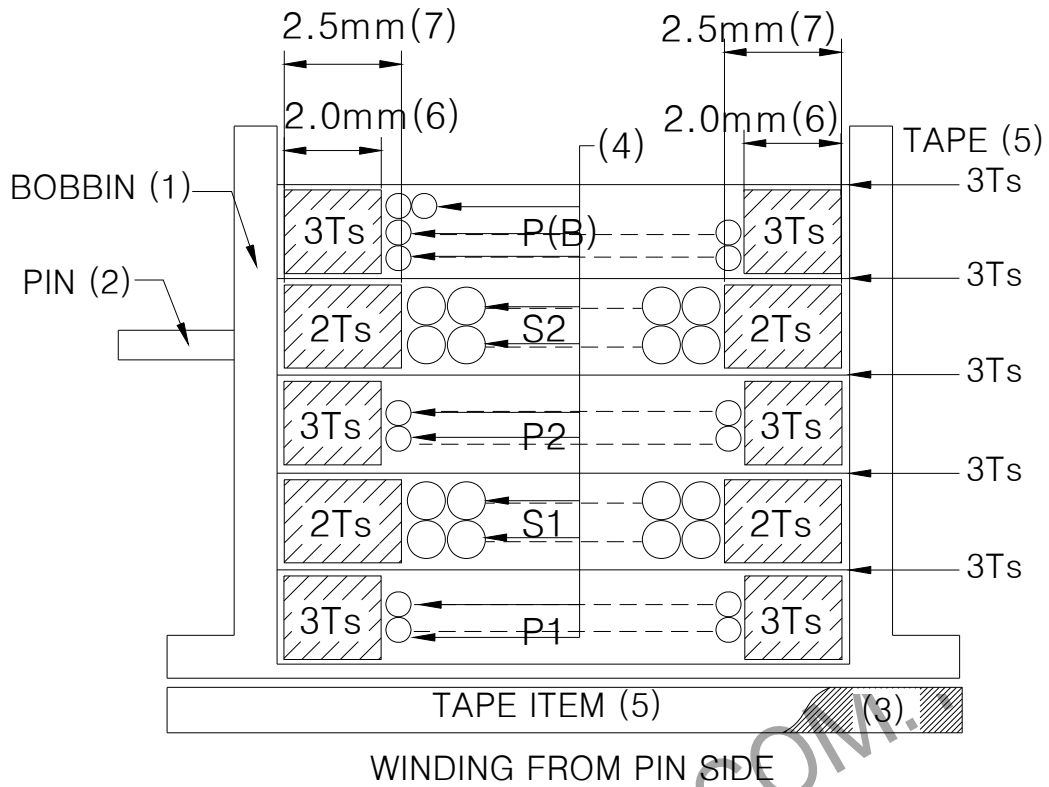 2.5mm(7)
2.5mm(7)
2.0mm(6)
2.0mm(6)
(4)
TAPE (5)
BOBBIN (1)
3Ts
3Ts
P(B)
3Ts
3Ts
PIN (2)
2Ts
S2
2Ts
3Ts
3Ts
P2
3Ts
3Ts
2Ts
S1
2Ts
3Ts
3Ts
P1
3Ts
TAPE ITEM (5)
(3)
WINDING FROM PIN SIDE
COM.